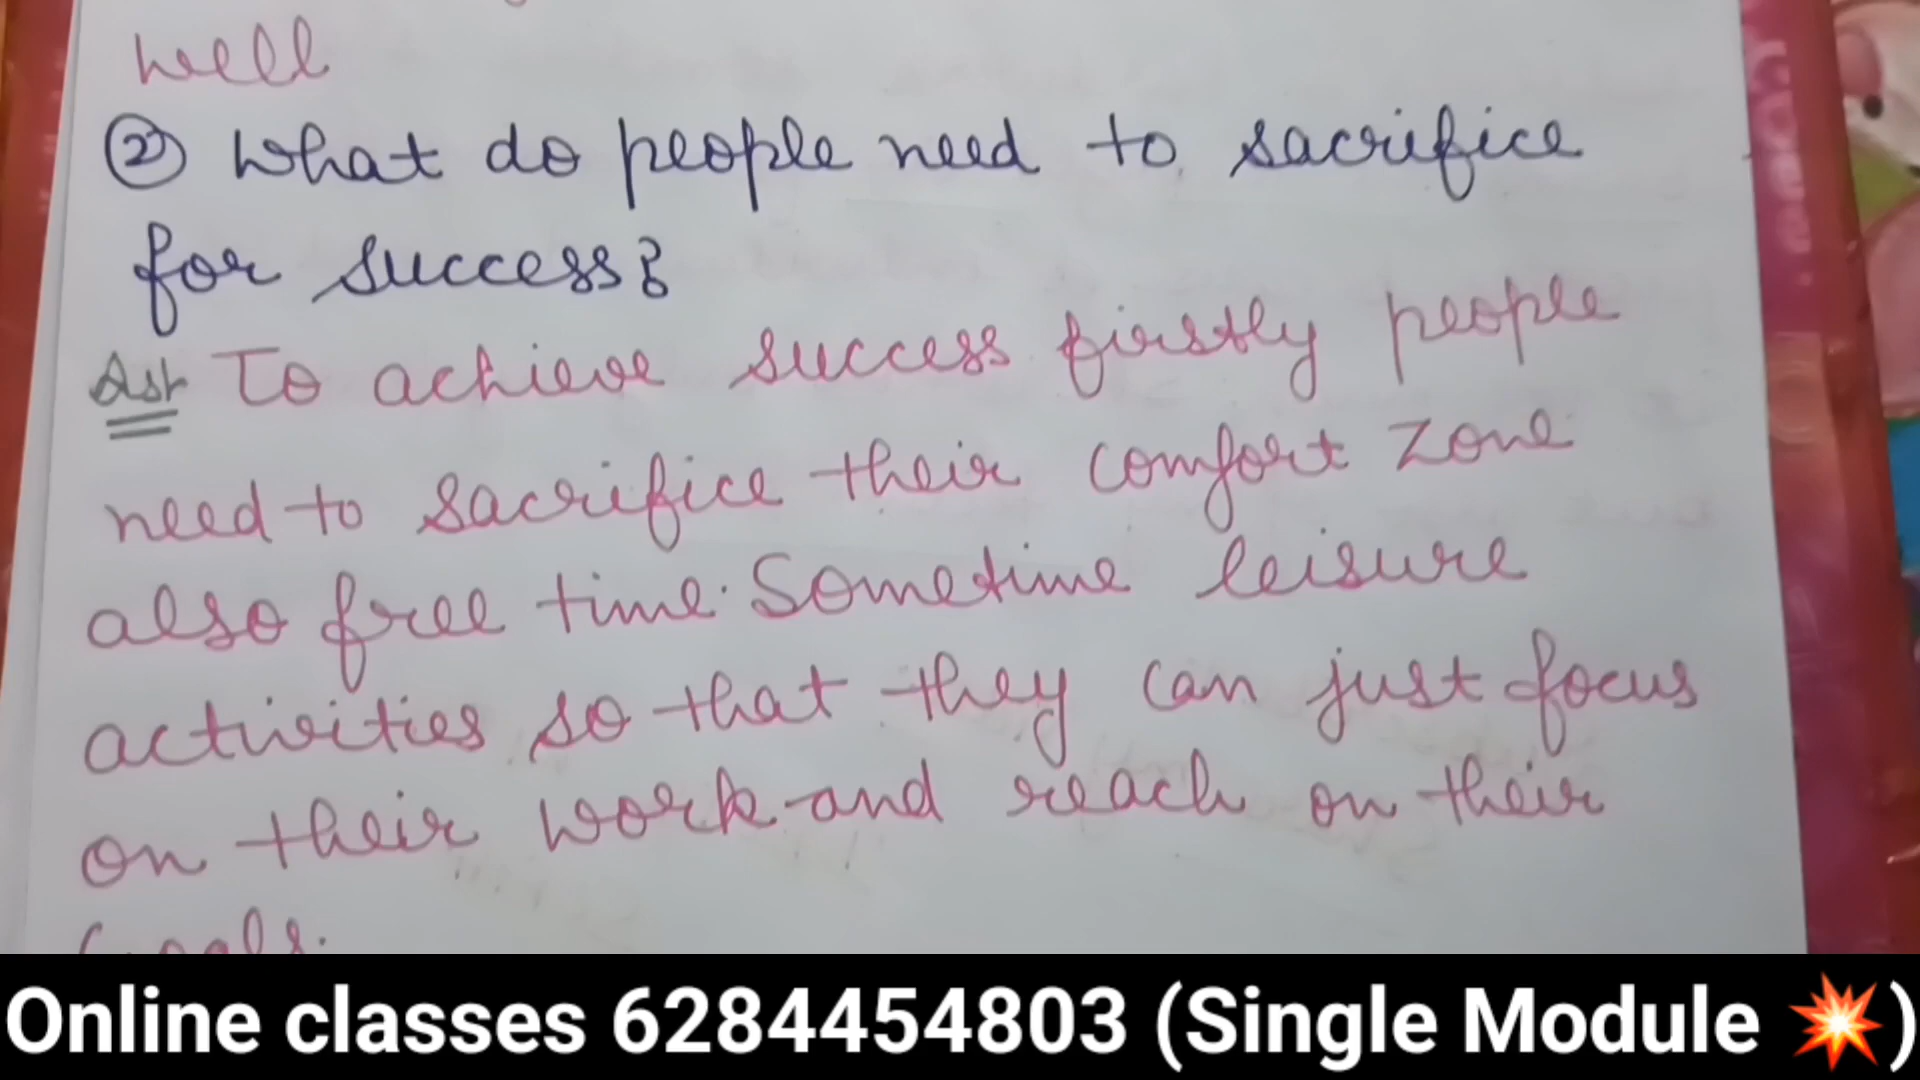 well
② What do people need to sacrifice
for success?
Ans To achieve success firstly people
need to sacrifice their comfort zone
also free time. Sometime leisure
activities so that they can just focus
on their work and reach on their
Goals.
Online classes 6284454803 (Single Module 💥)